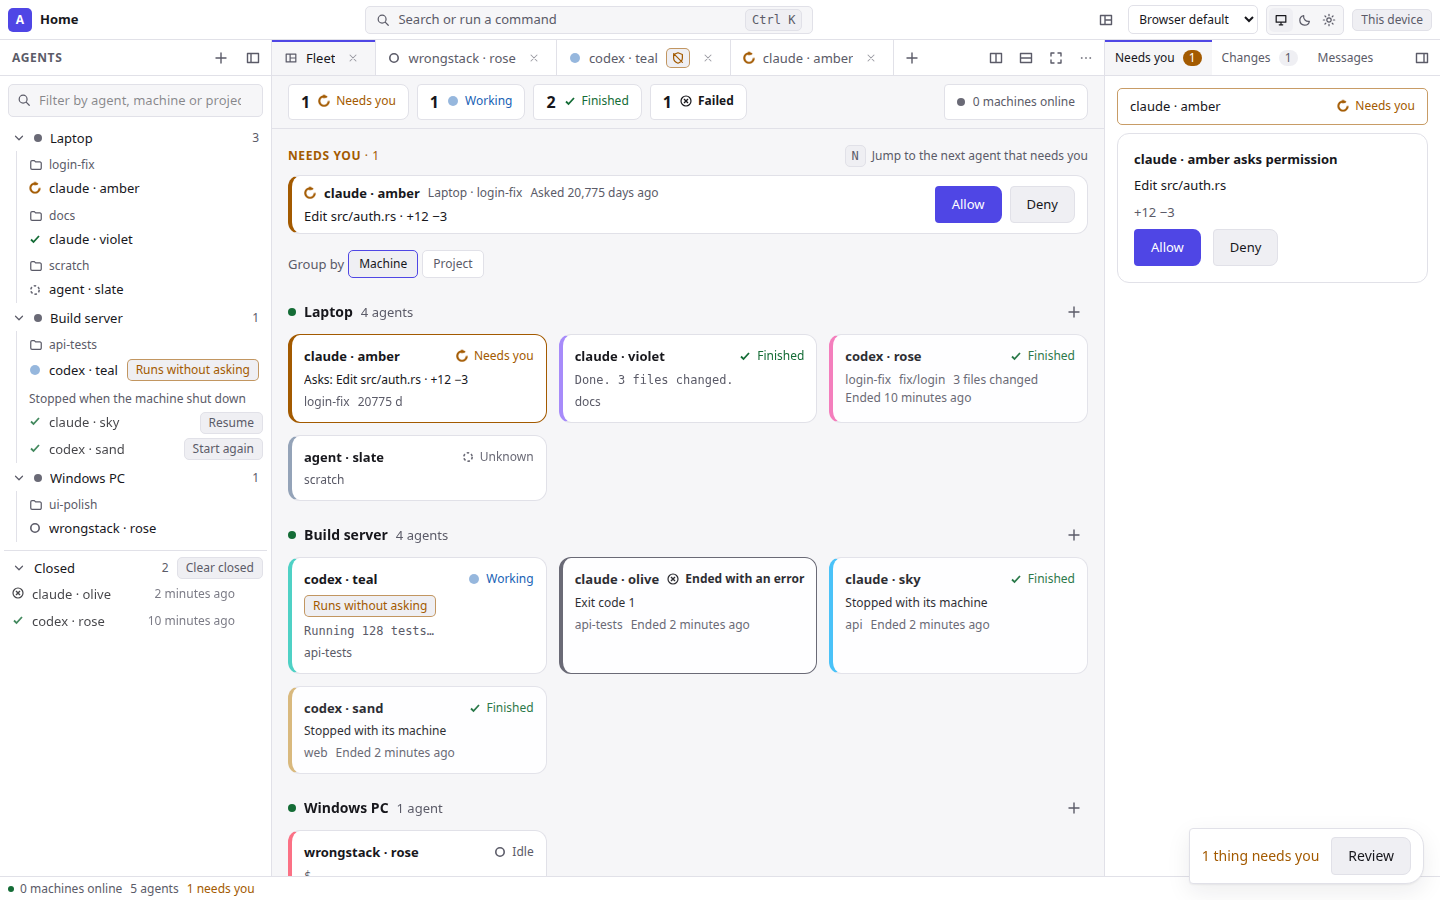 A Home
Search or run a command Ctrl K
Browser default
This device
AGENTS
Filter by agent, machine or projec
Laptop 3
login-fix
claude · amber
docs
claude · violet
scratch
agent · slate
Build server 1
api-tests
codex · teal Runs without asking
Stopped when the machine shut down
claude · sky Resume
codex · sand Start again
Windows PC 1
ui-polish
wrongstack · rose
Closed 2 Clear closed
claude · olive 2 minutes ago
codex · rose 10 minutes ago
Fleet
wrongstack · rose
codex · teal
claude · amber
1 Needs you
1 Working
2 Finished
1 Failed
0 machines online
NEEDS YOU · 1
N Jump to the next agent that needs you
claude · amber Laptop · login-fix Asked 20,775 days ago
Edit src/auth.rs · +12 −3
Allow
Deny
Group by Machine Project
Laptop 4 agents
claude · amber Needs you
Asks: Edit src/auth.rs · +12 −3
login-fix 20775 d
claude · violet Finished
Done. 3 files changed.
docs
codex · rose Finished
login-fix fix/login 3 files changed
Ended 10 minutes ago
agent · slate Unknown
scratch
Build server 4 agents
codex · teal Working
Runs without asking
Running 128 tests…
api-tests
claude · olive Ended with an error
Exit code 1
api-tests Ended 2 minutes ago
claude · sky Finished
Stopped with its machine
api Ended 2 minutes ago
codex · sand Finished
Stopped with its machine
web Ended 2 minutes ago
Windows PC 1 agent
wrongstack · rose Idle
Needs you 1
Changes 1
Messages
claude · amber Needs you
claude · amber asks permission
Edit src/auth.rs
+12 −3
Allow
Deny
1 thing needs you Review
0 machines online 5 agents 1 needs you